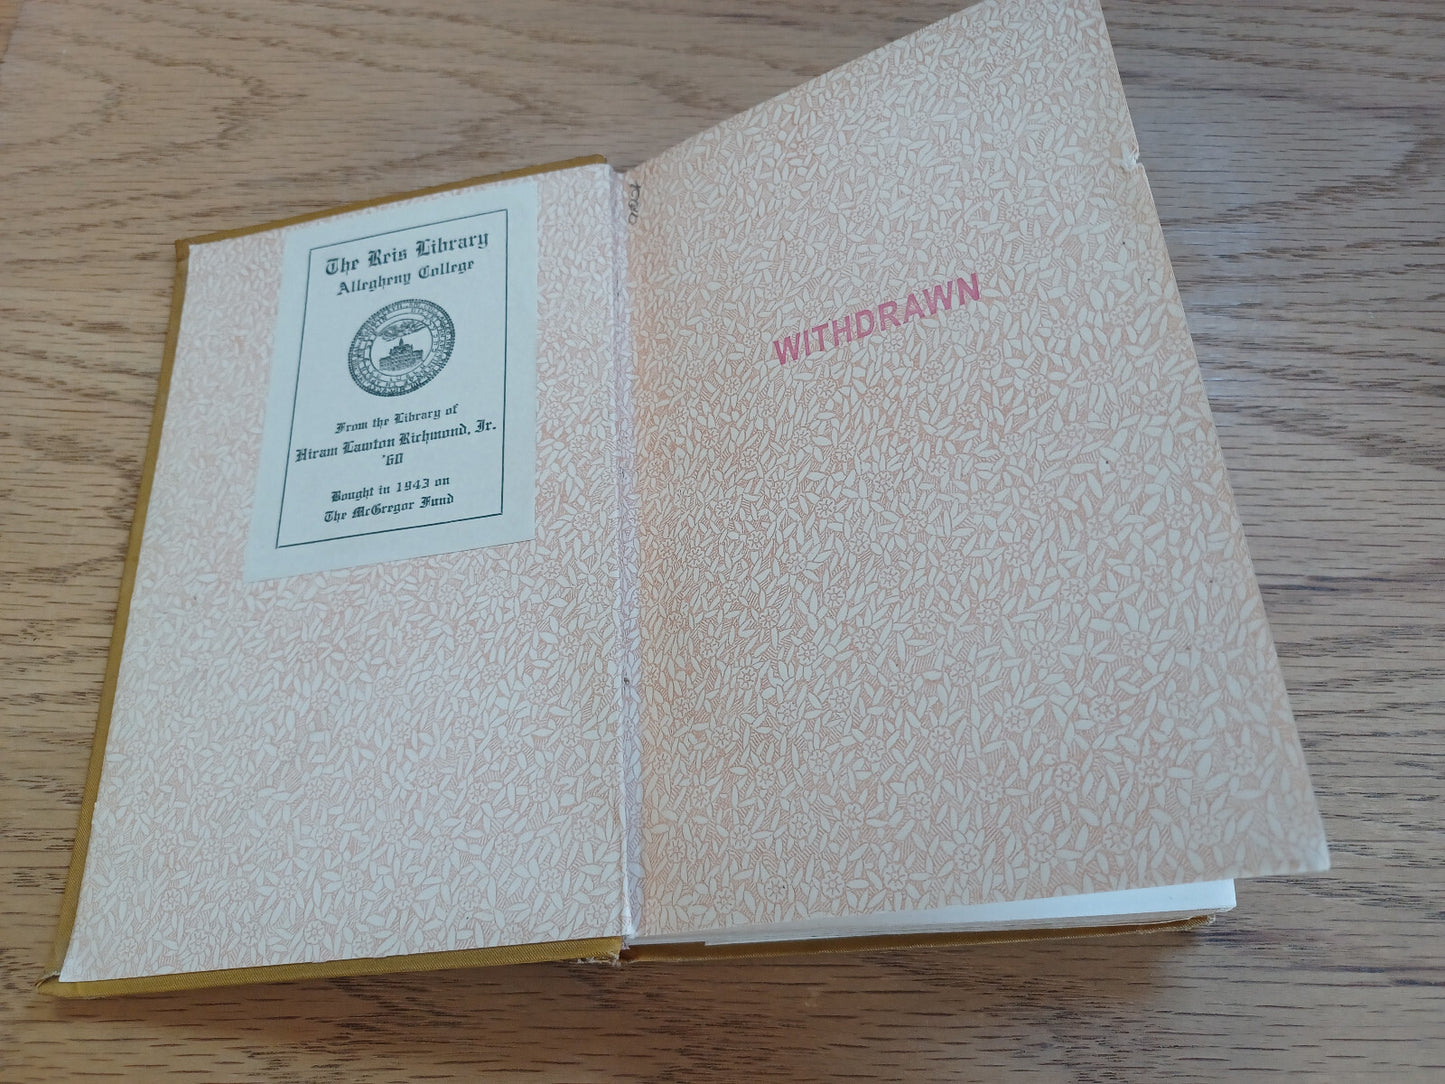 The Reis Library
Allegheny College
From the Library of
Hiram Lawton Richmond, Jr.
'60
Bought in 1943 on
The McGregor Fund
WITHDRAWN